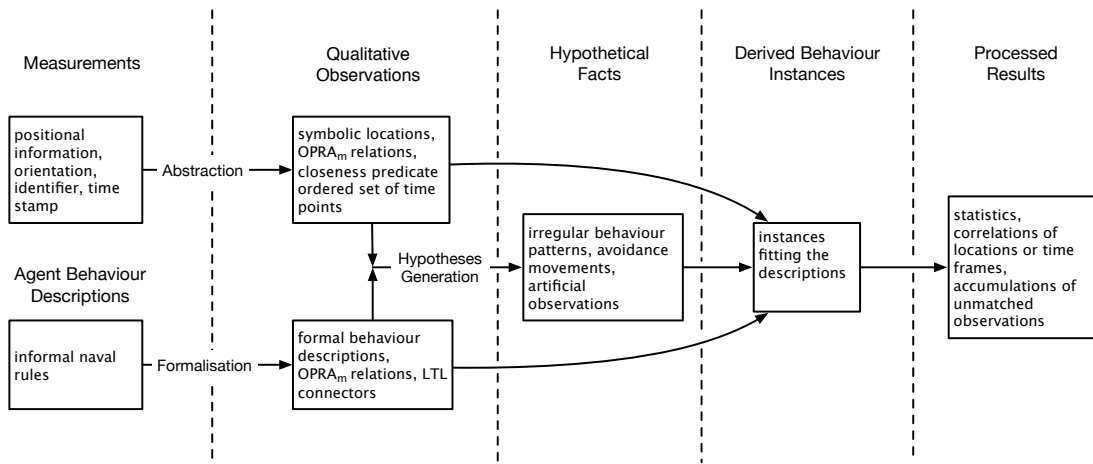 Measurements
Qualitative
Observations
Hypothetical
Facts
Derived Behaviour
Instances
Processed
Results
positional
information,
orientation,
identifier, time
stamp
Abstraction
symbolic locations,
OPRAm relations,
closeness predicate
ordered set of time
points
Hypotheses
Generation
irregular behaviour
patterns, avoidance
movements,
artificial
observations
instances
fitting the
descriptions
statistics,
correlations of
locations or time
frames,
accumulations of
unmatched
observations
Agent Behaviour
Descriptions
informal naval
rules
Formalisation
formal behaviour
descriptions,
OPRAm relations, LTL
connectors